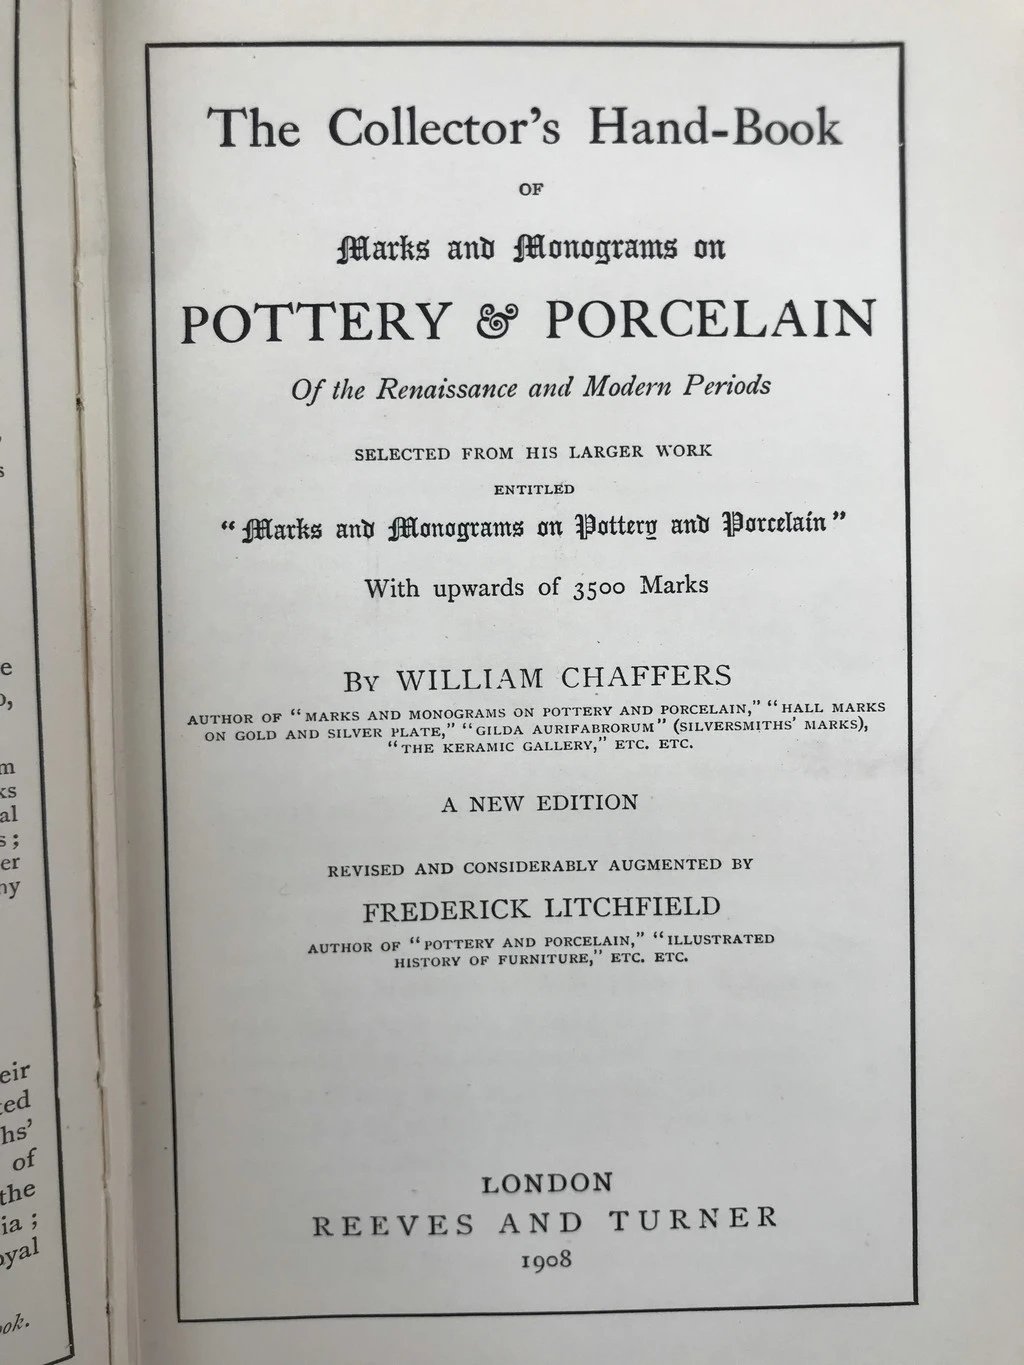 The Collector's Hand-Book
OF
Marks and Monograms on
POTTERY & PORCELAIN
Of the Renaissance and Modern Periods
SELECTED FROM HIS LARGER WORK
ENTITLED
“Marks and Monograms on Pottery and Porcelain”
With upwards of 3500 Marks
By WILLIAM CHAFFERS
AUTHOR OF “MARKS AND MONOGRAMS ON POTTERY AND PORCELAIN,” “HALL MARKS
ON GOLD AND SILVER PLATE,” “GILDA AURIFABRORUM” (SILVERSMITHS' MARKS),
“THE KERAMIC GALLERY,” ETC. ETC.
A NEW EDITION
REVISED AND CONSIDERABLY AUGMENTED BY
FREDERICK LITCHFIELD
AUTHOR OF “POTTERY AND PORCELAIN,” “ILLUSTRATED
HISTORY OF FURNITURE,” ETC. ETC.
LONDON
REEVES AND TURNER
1908
of
the